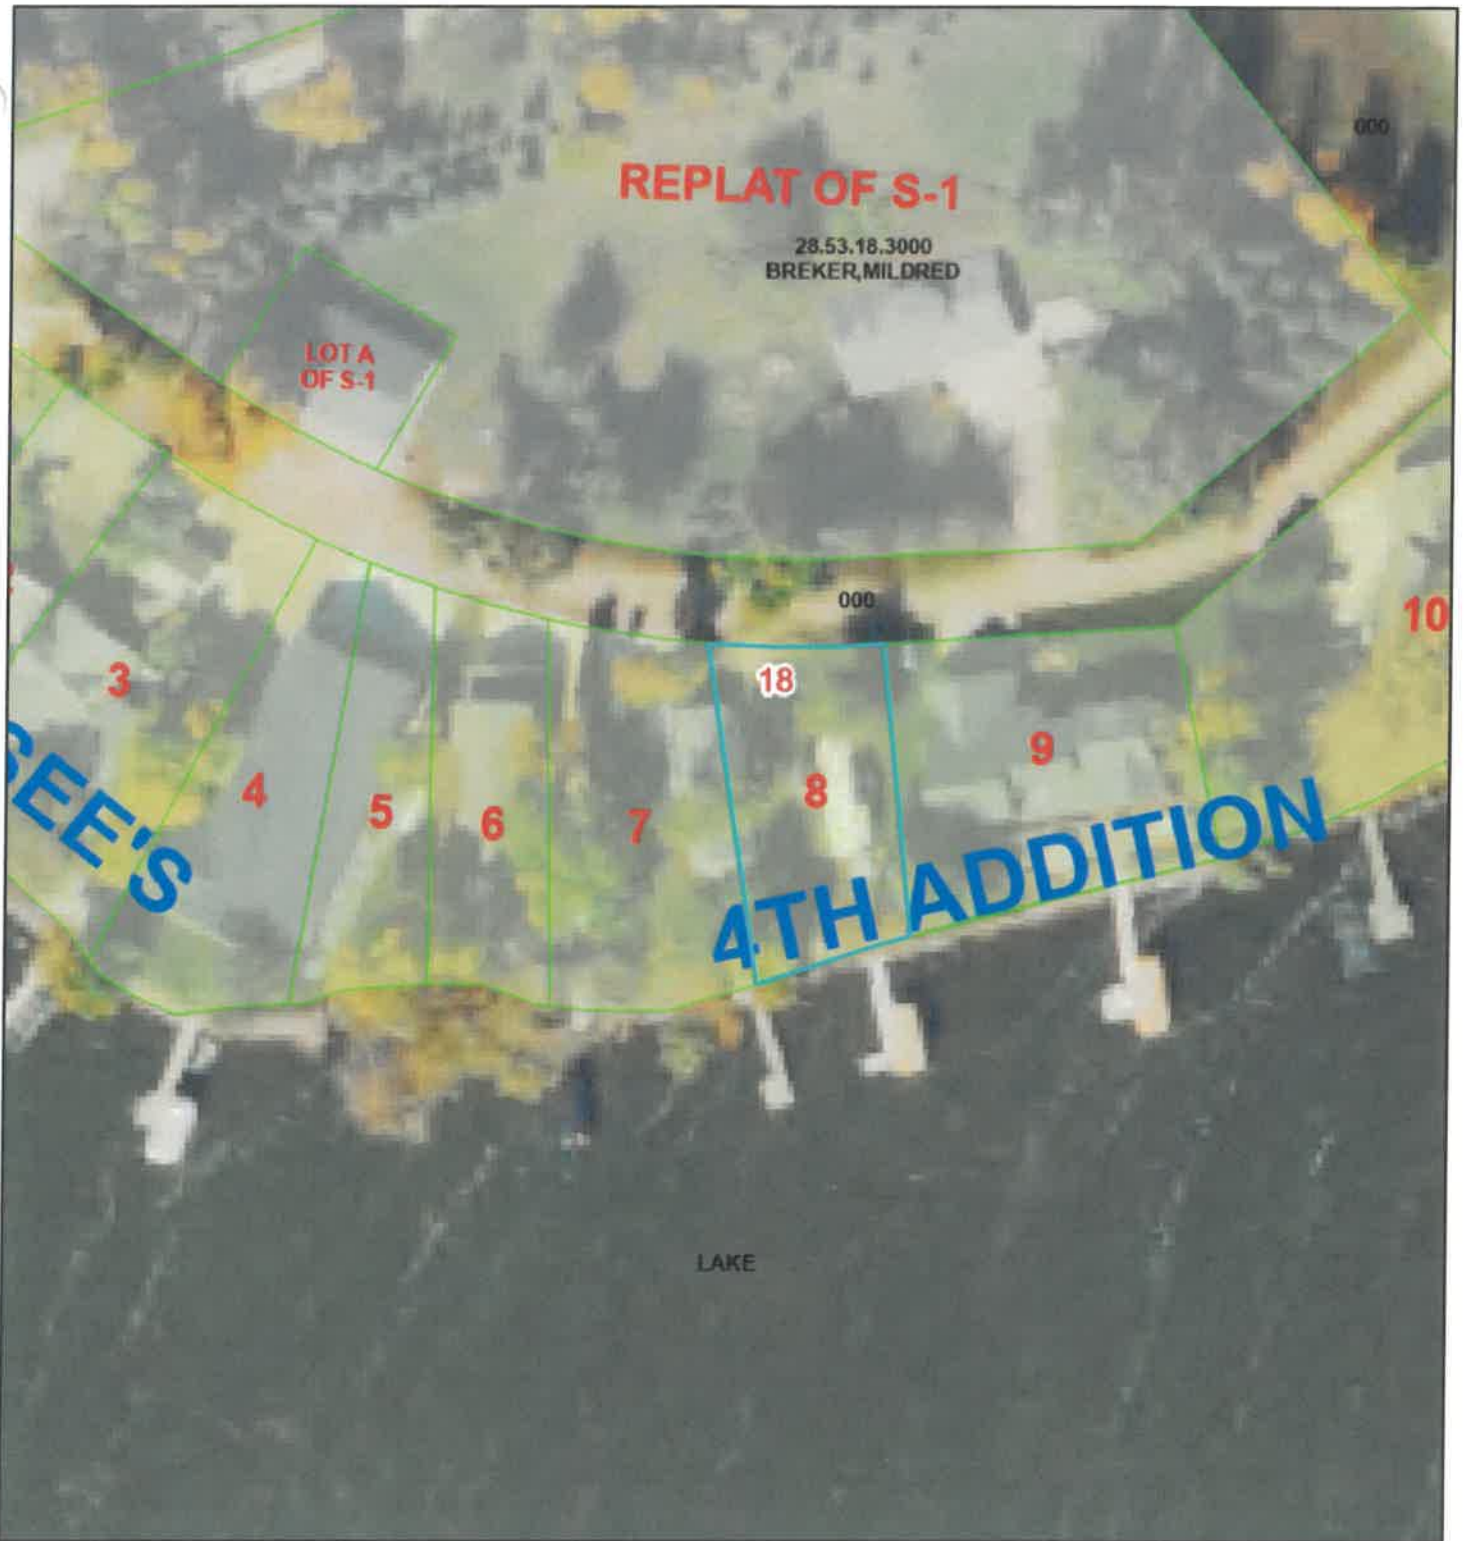 000
REPLAT OF S-1
28.53.18.3000
BREKER,MILDRED
LOT A
OF S-1
000
10
18
3
9
4
5
6
7
8
SEE'S
4TH ADDITION
LAKE